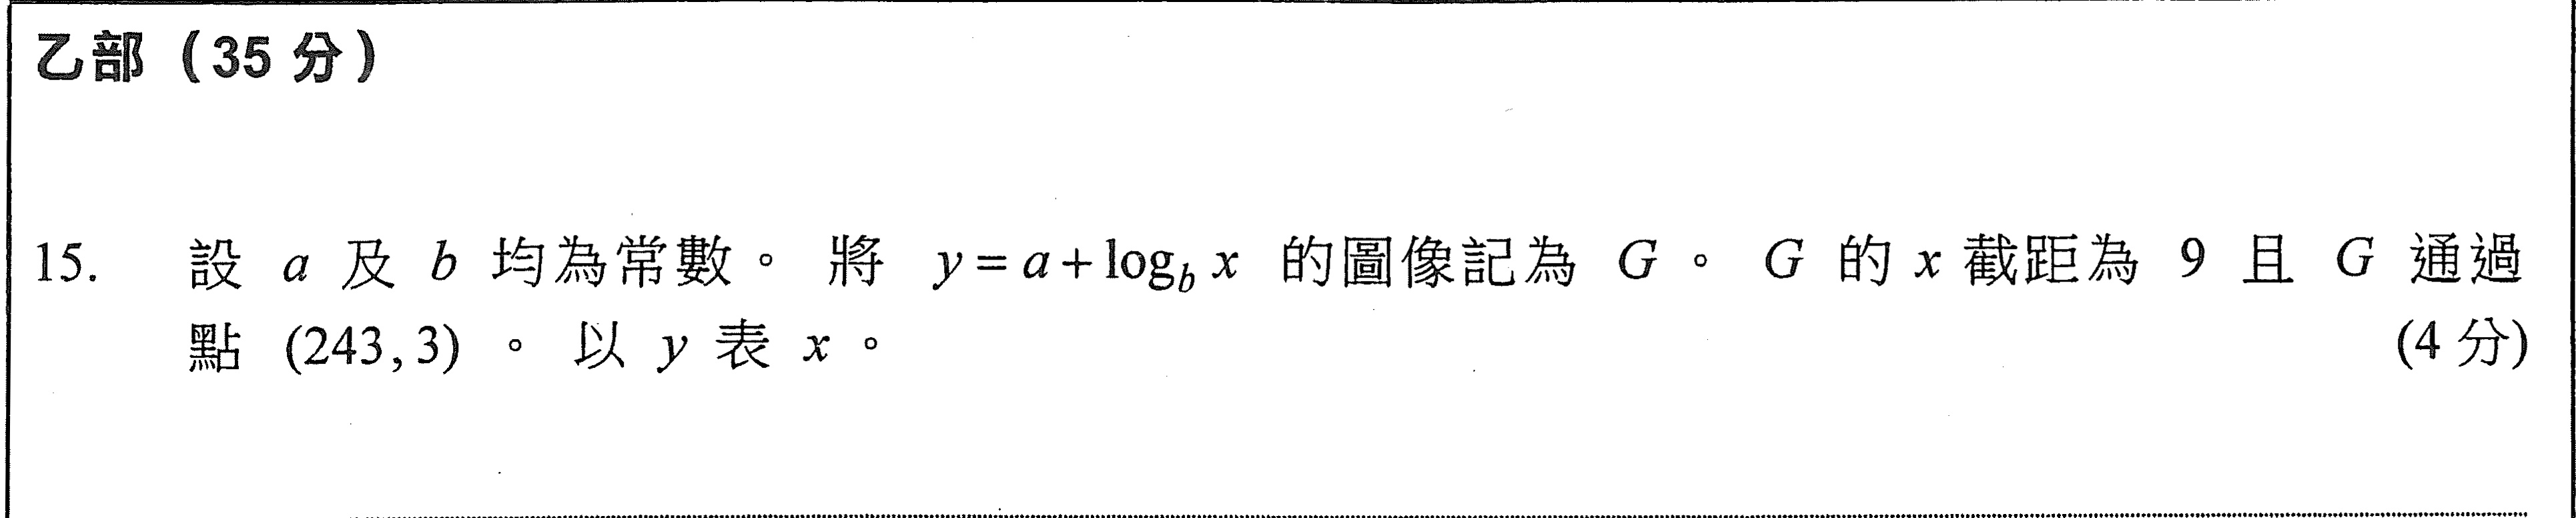 乙部（35 分）
15. 設 a 及 b 均為常數。 將 y = a + log_b x 的圖像記為 G 。 G 的 x 截距為 9 且 G 通過
點 (243, 3) 。 以 y 表 x 。 (4 分)